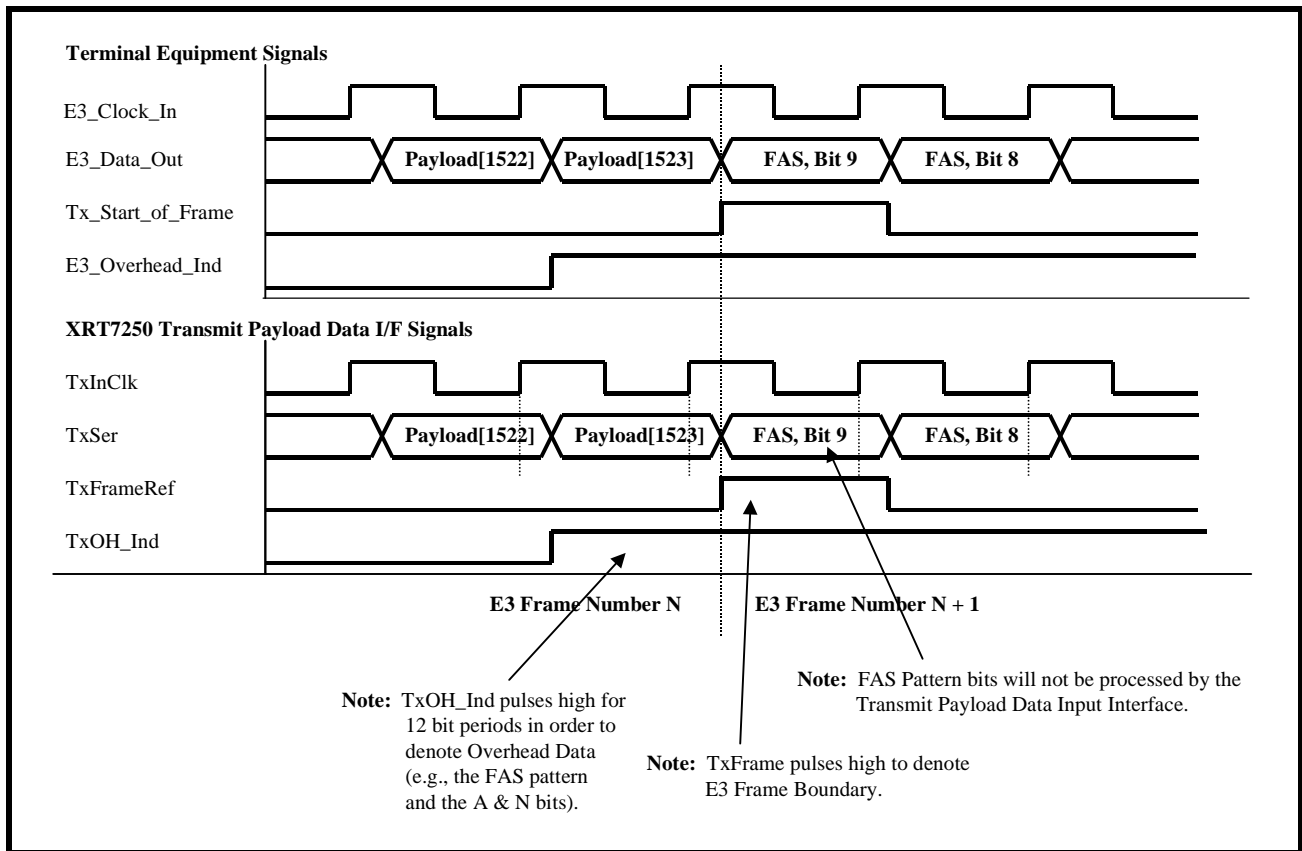 Terminal Equipment Signals
E3_Clock_In
E3_Data_Out
Payload[1522] Payload[1523] FAS, Bit 9 FAS, Bit 8
Tx_Start_of_Frame
E3_Overhead_Ind
XRT7250 Transmit Payload Data I/F Signals
TxInClk
TxSer
Payload[1522] Payload[1523] FAS, Bit 9 FAS, Bit 8
TxFrameRef
TxOH_Ind
E3 Frame Number N
E3 Frame Number N + 1
Note: FAS Pattern bits will not be processed by the
Transmit Payload Data Input Interface.
Note: TxOH_Ind pulses high for
12 bit periods in order to
denote Overhead Data
(e.g., the FAS pattern
and the A & N bits).
Note: TxFrame pulses high to denote
E3 Frame Boundary.